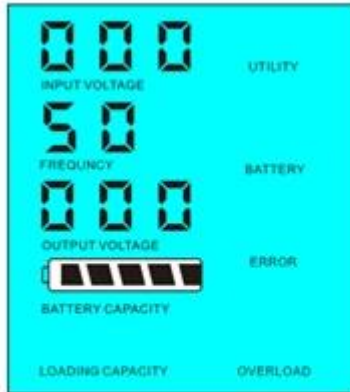 000
INPUT VOLTAGE
UTILITY
50
FREQUNCY
BATTERY
000
OUTPUT VOLTAGE
ERROR
BATTERY CAPACITY
LOADING CAPACITY
OVERLOAD